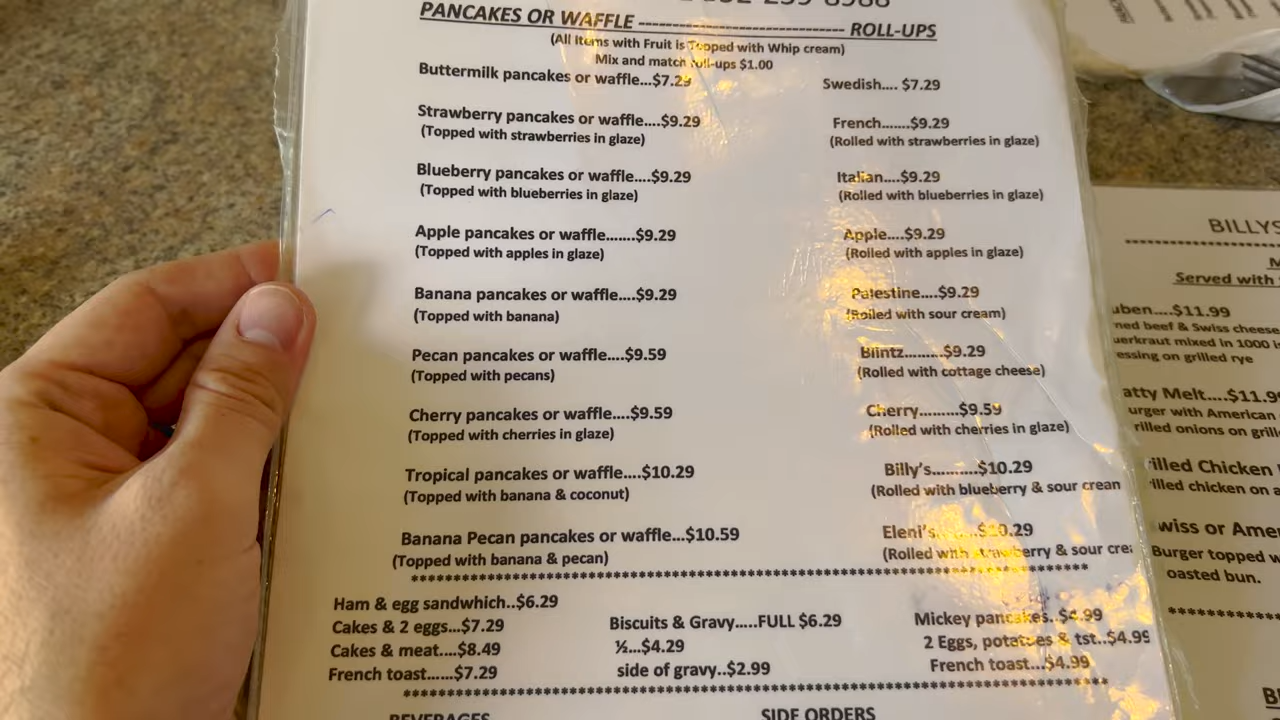 PANCAKES OR WAFFLE ------------------------------ ROLL-UPS
(All items with Fruit is Topped with Whip cream)
Mix and match roll-ups $1.00
Buttermilk pancakes or waffle...$7.29
Strawberry pancakes or waffle....$9.29
(Topped with strawberries in glaze)
Blueberry pancakes or waffle....$9.29
(Topped with blueberries in glaze)
Apple pancakes or waffle.......$9.29
(Topped with apples in glaze)
Banana pancakes or waffle....$9.29
(Topped with banana)
Pecan pancakes or waffle....$9.59
(Topped with pecans)
Cherry pancakes or waffle....$9.59
(Topped with cherries in glaze)
Tropical pancakes or waffle....$10.29
(Topped with banana & coconut)
Banana Pecan pancakes or waffle...$10.59
(Topped with banana & pecan)
Swedish.... $7.29
French.......$9.29
(Rolled with strawberries in glaze)
Italian....$9.29
(Rolled with blueberries in glaze)
Apple....$9.29
(Rolled with apples in glaze)
Palestine....$9.29
(Rolled with sour cream)
Blintz.........$9.29
(Rolled with cottage cheese)
Cherry.........$9.59
(Rolled with cherries in glaze)
Billy's..........$10.29
(Rolled with blueberry & sour crean
Eleni's $10.29
(Rolled with strawberry & sour cre
Ham & egg sandwhich..$6.29
Cakes & 2 eggs...$7.29
Cakes & meat....$8.49
French toast......$7.29
Biscuits & Gravy.....FULL $6.29
½...$4.29
side of gravy..$2.99
Mickey pancakes..$4.99
2 Eggs, potatoes & tst..$4.99
French toast...$4.99
BEVERAGES
SIDE ORDERS
BILLYS
Served with
uben....$11.99
ned beef & Swiss cheese
uerkraut mixed in 1000
essing on grilled rye
atty Melt....$11.9
urger with American
rilled onions on grill
rilled Chicken
illed chicken on a
wiss or Ame
Burger topped w
oasted bun.